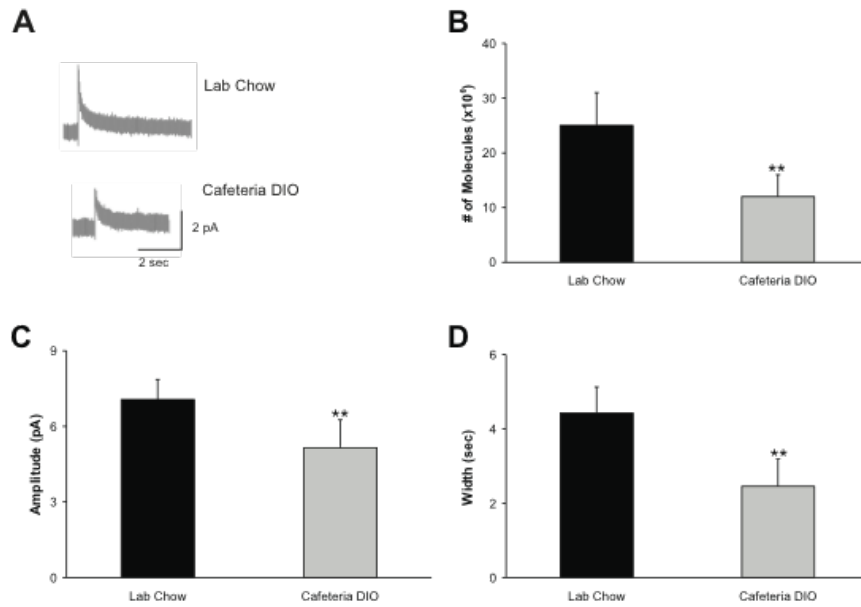 A
Lab Chow
Cafeteria DIO
2 pA
2 sec
B
# of Molecules (x10⁶)
40
30
20
10
0
**
Lab Chow
Cafeteria DIO
C
Amplitude (pA)
9
6
3
0
**
Lab Chow
Cafeteria DIO
D
Width (sec)
6
4
2
0
**
Lab Chow
Cafeteria DIO